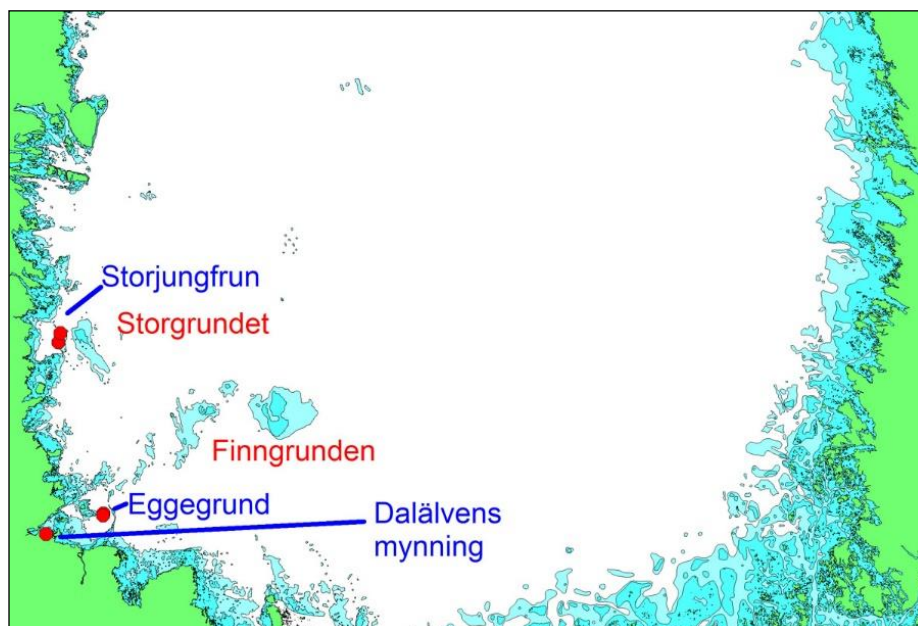 Storjungfrun
Storgrundet
Finngrunden
Eggegrund
Dalälvens
mynning